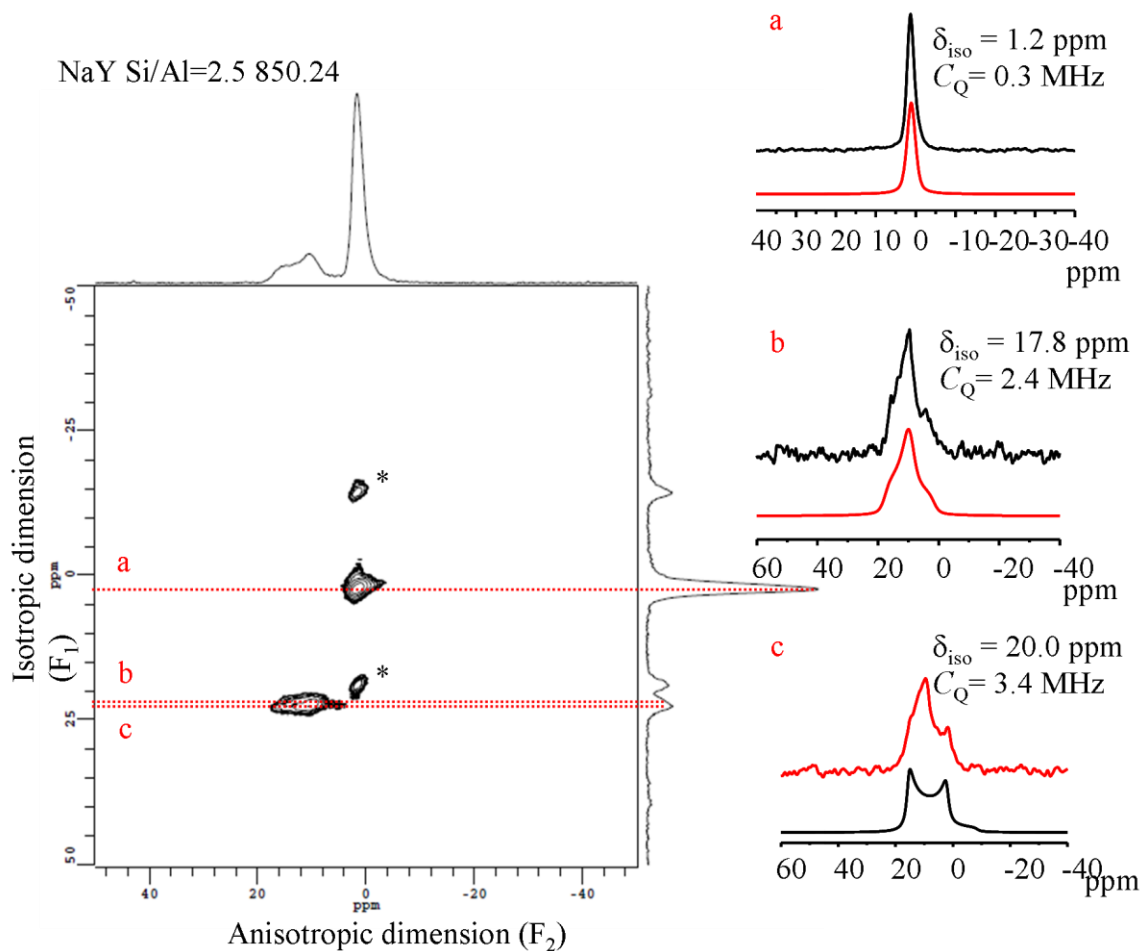 NaY Si/Al=2.5 850.24
-50
-25
0
ppm
25
50
40
20
0
-20
-40
ppm
Isotropic dimension
(F₁)
Anisotropic dimension (F₂)
a
b
c
*
*
a
δiso = 1.2 ppm
CQ= 0.3 MHz
40 30 20 10 0 -10-20-30-40
ppm
b
δiso = 17.8 ppm
CQ= 2.4 MHz
60 40 20 0 -20 -40
ppm
c
δiso = 20.0 ppm
CQ= 3.4 MHz
60 40 20 0 -20 -40
ppm